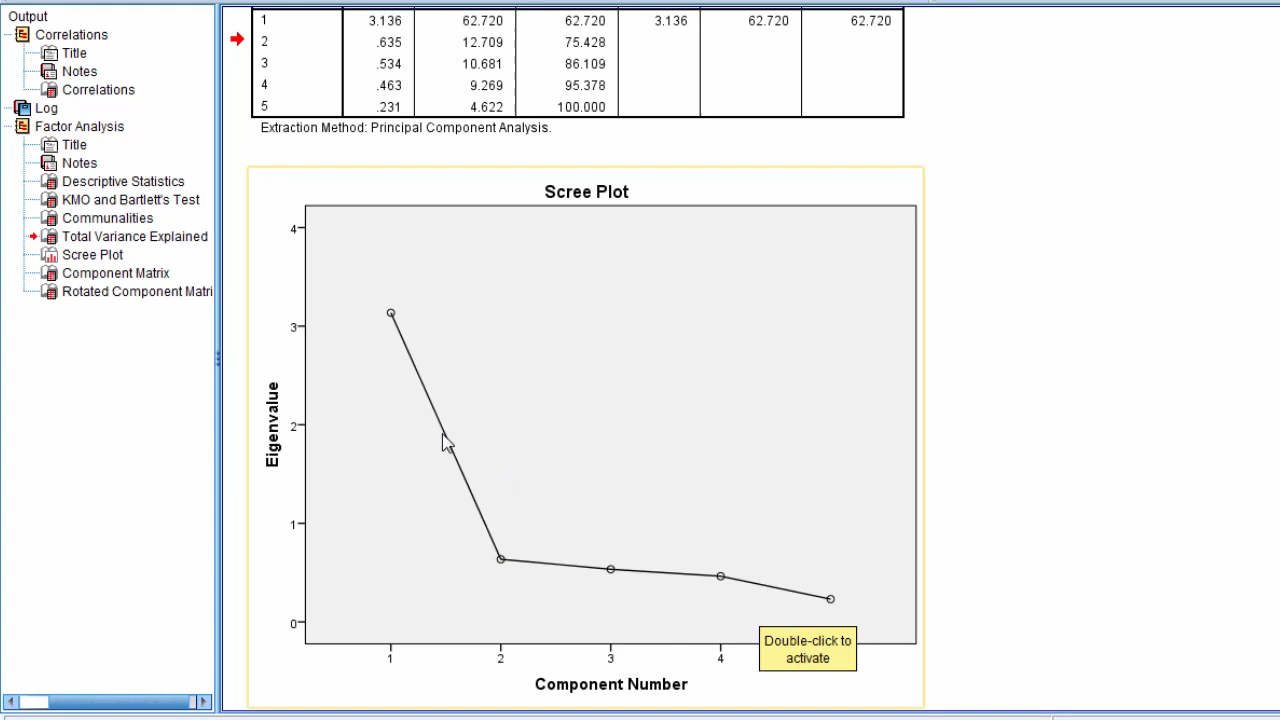 Output
Correlations
Title
Notes
Correlations
Log
Factor Analysis
Title
Notes
Descriptive Statistics
KMO and Bartlett's Test
Communalities
Total Variance Explained
Scree Plot
Component Matrix
Rotated Component Matri
1 3.136 62.720 62.720 3.136 62.720 62.720
2 .635 12.709 75.428
3 .534 10.681 86.109
4 .463 9.269 95.378
5 .231 4.622 100.000
Extraction Method: Principal Component Analysis.
Scree Plot
4
3
2
1
0
Eigenvalue
1 2 3 4
Component Number
Double-click to
activate